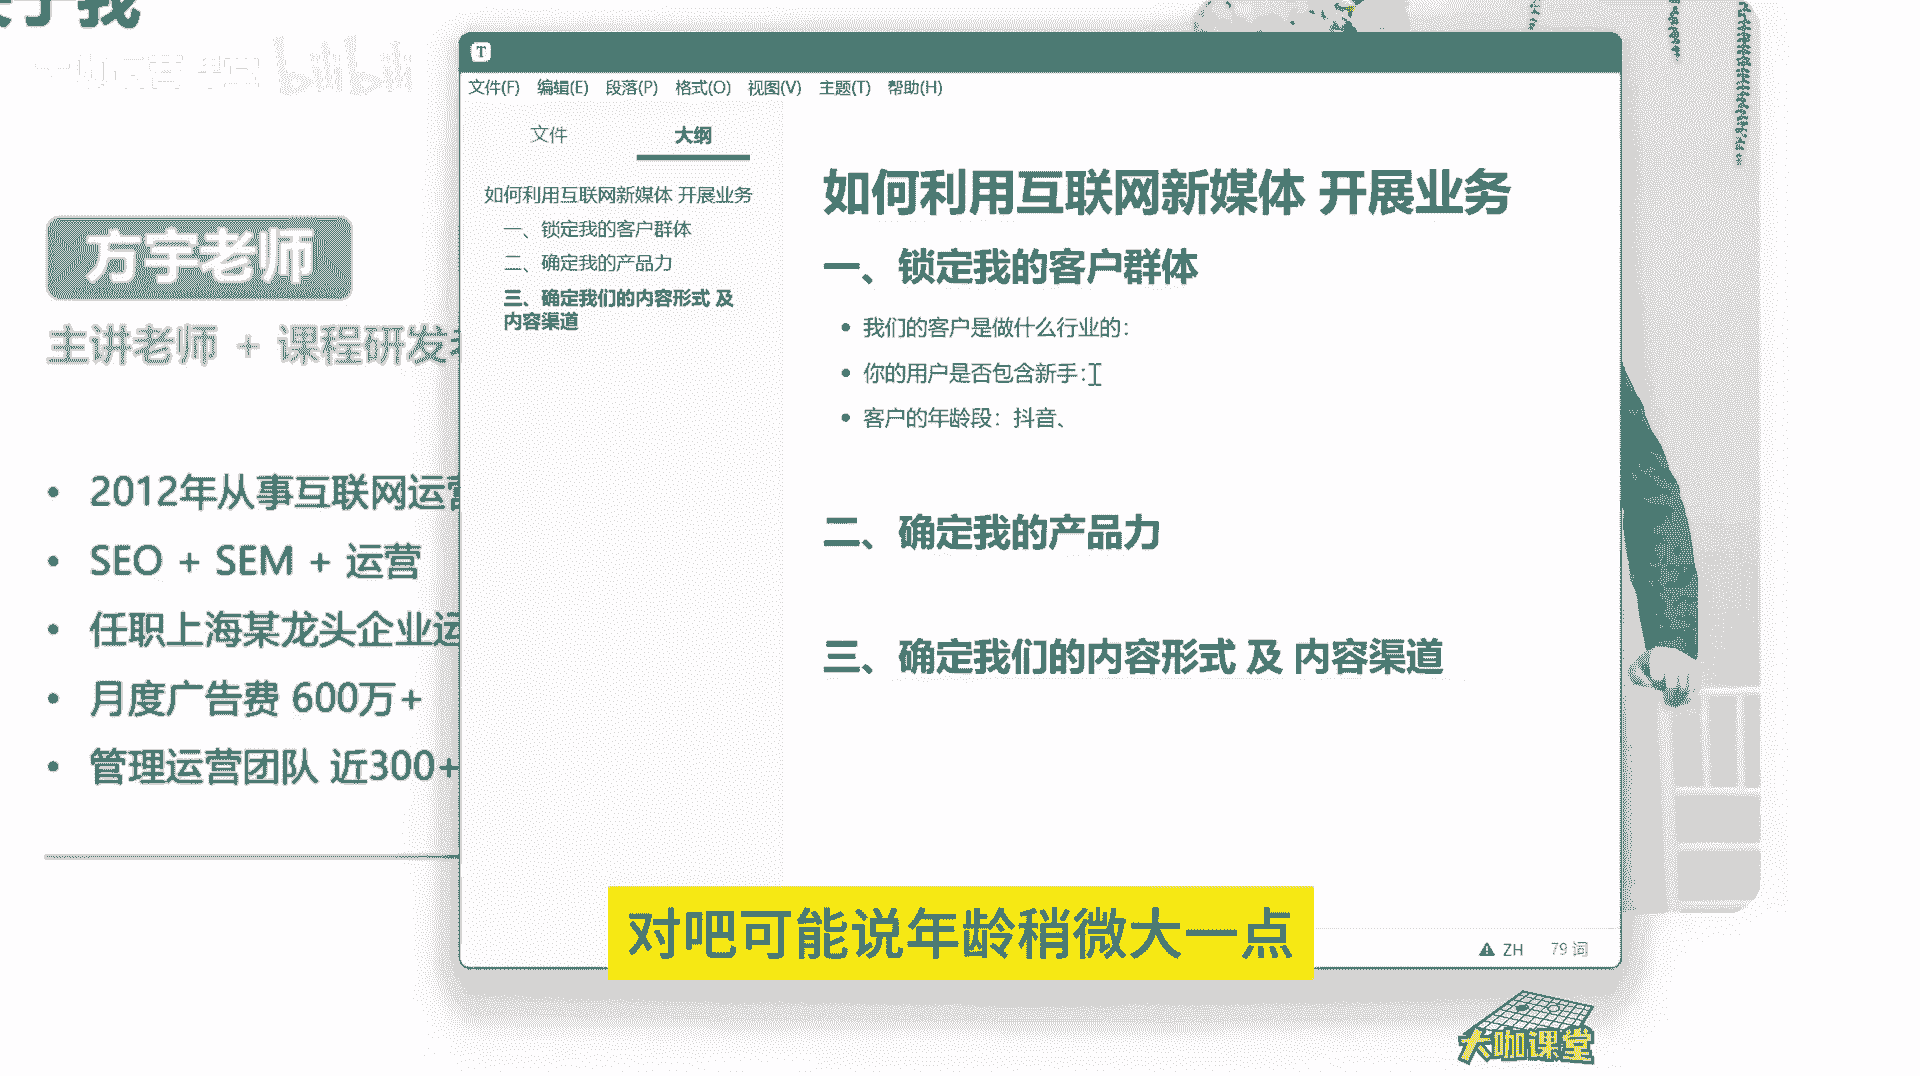 关于我
bilibili
方宇老师
主讲老师 + 课程研发
2012年从事互联网运营
SEO + SEM + 运营
任职上海某龙头企业运
月度广告费 600万+
管理运营团队 近300+
T
文件(F) 编辑(E) 段落(P) 格式(O) 视图(V) 主题(T) 帮助(H)
文件 大纲
如何利用互联网新媒体 开展业务
一、锁定我的客户群体
二、确定我的产品力
三、确定我们的内容形式 及
内容渠道
如何利用互联网新媒体 开展业务
一、锁定我的客户群体
我们的客户是做什么行业的：
你的用户是否包含新手：
客户的年龄段：抖音、
二、确定我的产品力
三、确定我们的内容形式 及 内容渠道
ZH 79 词
对吧可能说年龄稍微大一点
大咖课堂